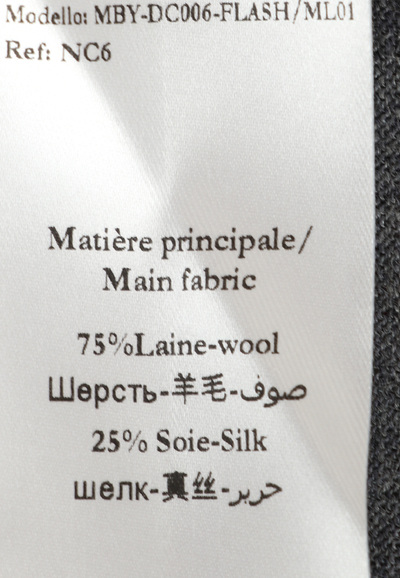 Modello: MBY-DC006-FLASH/ML01
Ref: NC6
Matière principale/
Main fabric
75%Laine-wool
Шерсть-羊毛-صوف
25% Soie-Silk
шелк-真丝-حرير